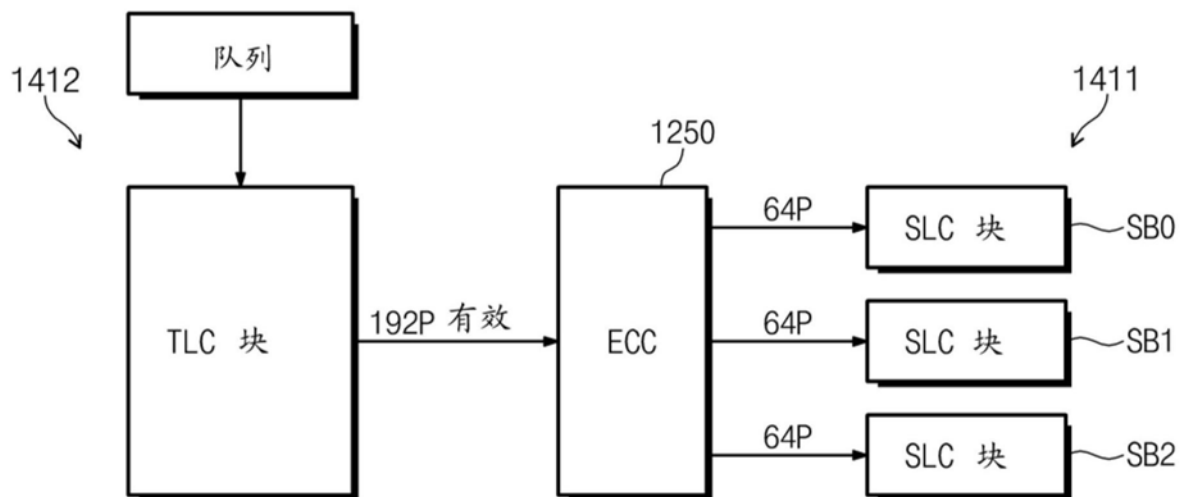 队列
1412
1411
1250
64P
SLC 块
SB0
TLC 块
192P 有效
ECC
64P
SLC 块
SB1
64P
SLC 块
SB2